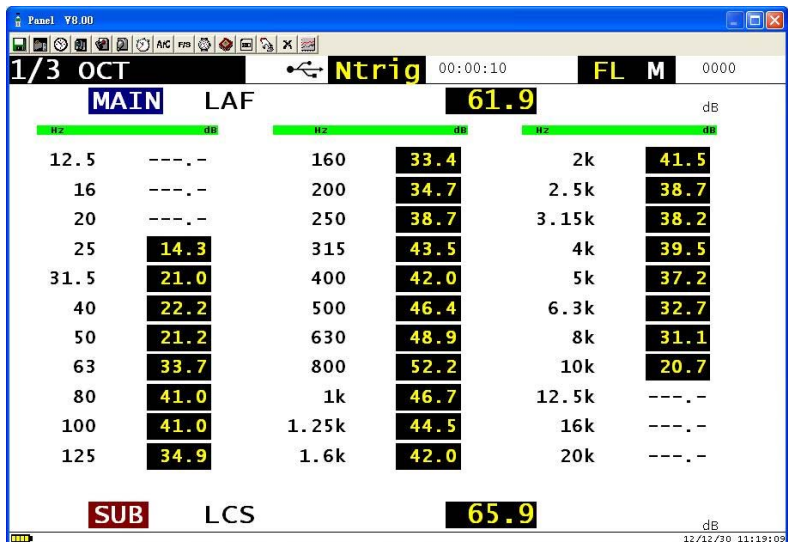 Panel V8.00
A/C F/S
1/3 OCT Ntrig 00:00:10 FL M 0000
MAIN LAF 61.9 dB
Hz dB Hz dB Hz dB
12.5 ---.- 160 33.4 2k 41.5
16 ---.- 200 34.7 2.5k 38.7
20 ---.- 250 38.7 3.15k 38.2
25 14.3 315 43.5 4k 39.5
31.5 21.0 400 42.0 5k 37.2
40 22.2 500 46.4 6.3k 32.7
50 21.2 630 48.9 8k 31.1
63 33.7 800 52.2 10k 20.7
80 41.0 1k 46.7 12.5k ---.-
100 41.0 1.25k 44.5 16k ---.-
125 34.9 1.6k 42.0 20k ---.-
SUB LCS 65.9 dB
12/12/30 11:19:09